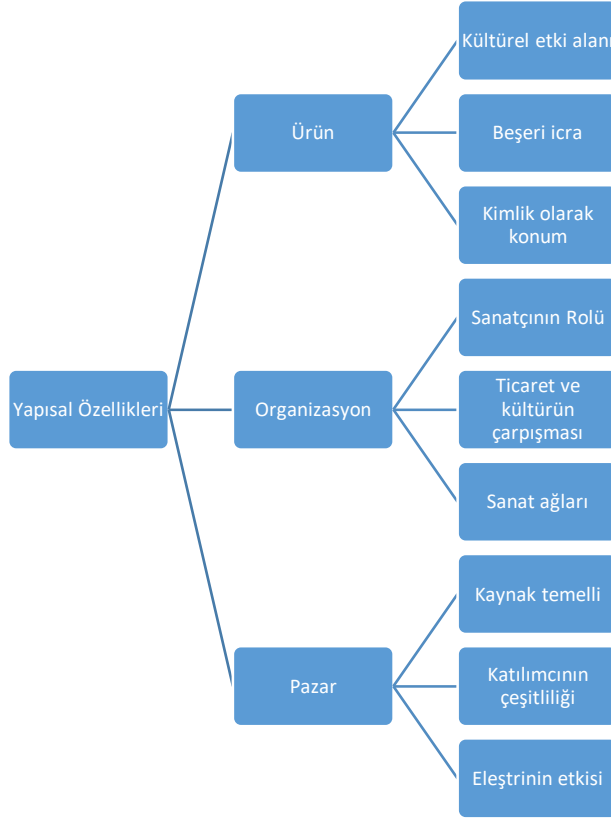 Yapısal Özellikleri
Ürün
Kültürel etki alanı
Beşeri icra
Kimlik olarak
konum
Organizasyon
Sanatçının Rolü
Ticaret ve
kültürün
çarpışması
Sanat ağları
Pazar
Kaynak temelli
Katılımcının
çeşitliliği
Eleştrinin etkisi